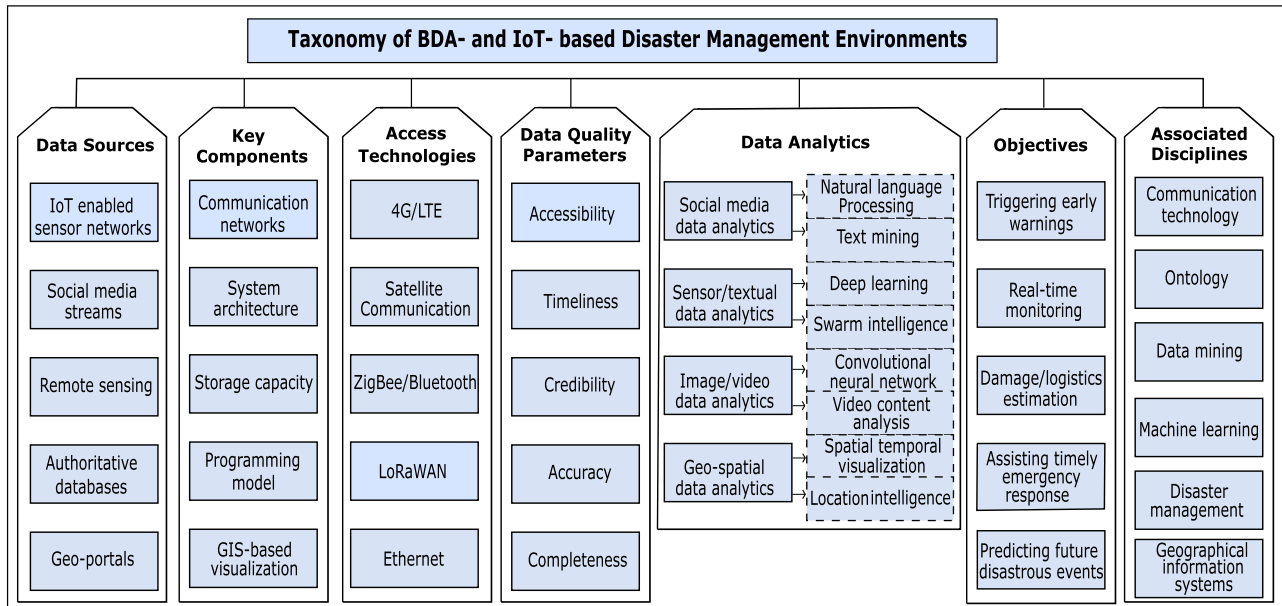 Taxonomy of BDA- and IoT- based Disaster Management Environments
Data Sources
IoT enabled
sensor networks
Social media
streams
Remote sensing
Authoritative
databases
Geo-portals
Key
Components
Communication
networks
System
architecture
Storage capacity
Programming
model
GIS-based
visualization
Access
Technologies
4G/LTE
Satellite
Communication
ZigBee/Bluetooth
LoRaWAN
Ethernet
Data Quality
Parameters
Accessibility
Timeliness
Credibility
Accuracy
Completeness
Data Analytics
Social media
data analytics
Natural language
Processing
Text mining
Sensor/textual
data analytics
Deep learning
Swarm intelligence
Image/video
data analytics
Convolutional
neural network
Video content
analysis
Geo-spatial
data analytics
Spatial temporal
visualization
Location intelligence
Objectives
Triggering early
warnings
Real-time
monitoring
Damage/logistics
estimation
Assisting timely
emergency
response
Predicting future
disastrous events
Associated
Disciplines
Communication
technology
Ontology
Data mining
Machine learning
Disaster
management
Geographical
information
systems